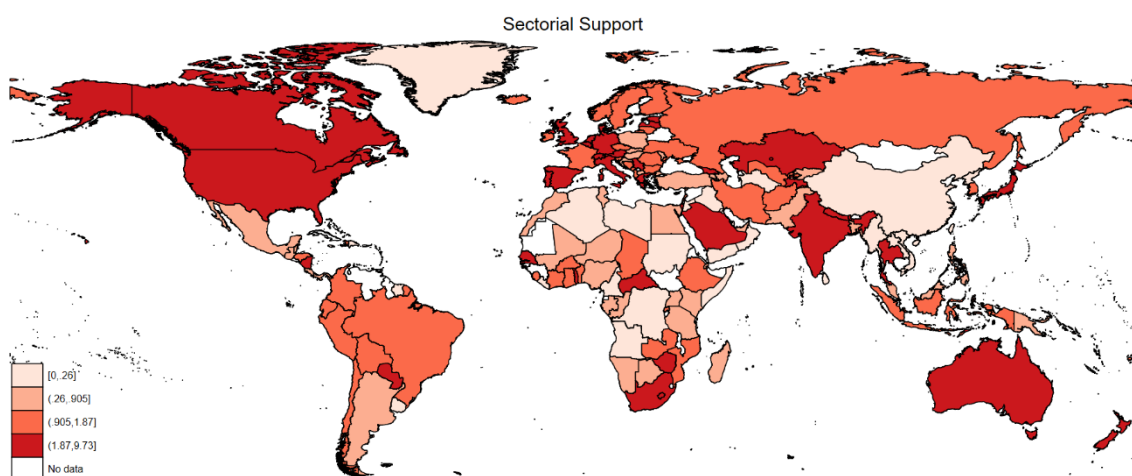 Sectorial Support
[0,.26]
(.26,.905]
(.905,1.87]
(1.87,9.73]
No data